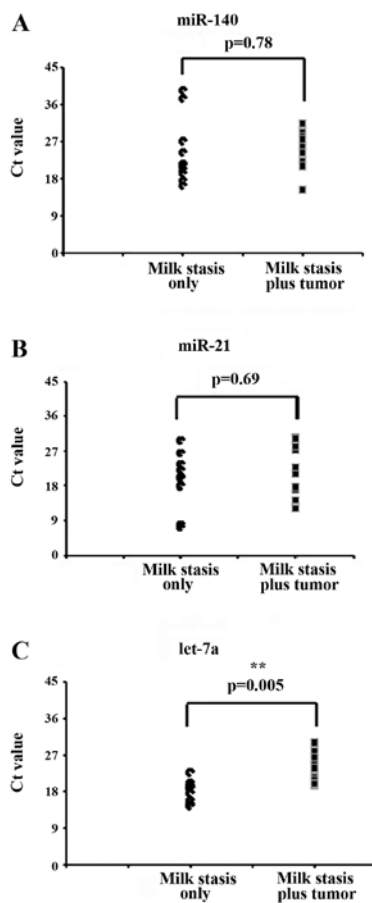 A
miR-140
p=0.78
45
36
27
18
9
0
Ct value
Milk stasis only
Milk stasis plus tumor
B
miR-21
p=0.69
45
36
27
18
9
0
Ct value
Milk stasis only
Milk stasis plus tumor
C
let-7a
**
p=0.005
45
36
27
18
9
0
Ct value
Milk stasis only
Milk stasis plus tumor